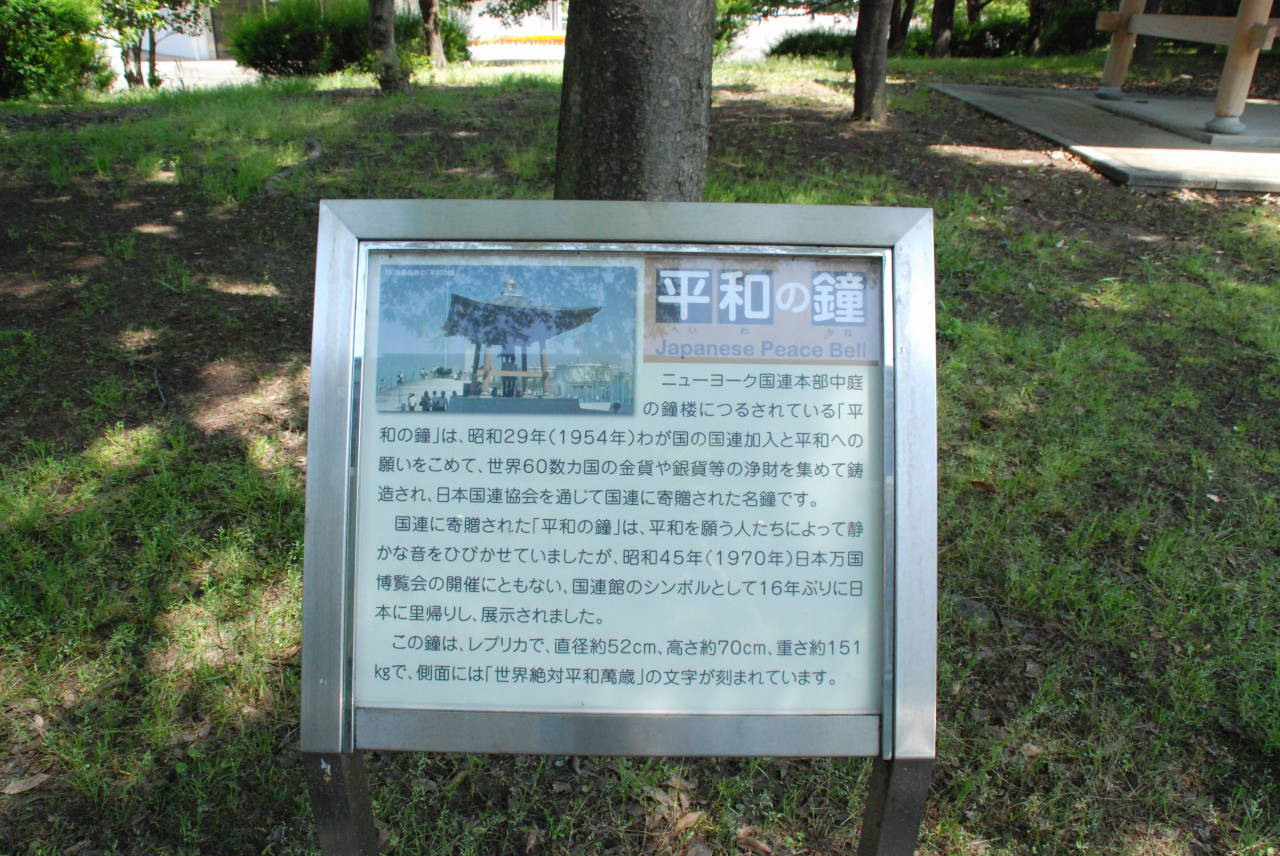 平和の鐘
へい わ かね
Japanese Peace Bell
ニューヨーク国連本部中庭
の鐘楼につるされている「平
和の鐘」は、昭和29年(1954年)わが国の国連加入と平和への
願いをこめて、世界60数カ国の金貨や銀貨等の浄財を集めて鋳
造され、日本国連協会を通じて国連に寄贈された名鐘です。
国連に寄贈された「平和の鐘」は、平和を願う人たちによって静
かな音をひびかせていましたが、昭和45年(1970年)日本万国
博覧会の開催にともない、国連館のシンボルとして16年ぶりに日
本に里帰りし、展示されました。
この鐘は、レプリカで、直径約52cm、高さ約70cm、重さ約151
kgで、側面には「世界絶対平和萬歳」の文字が刻まれています。